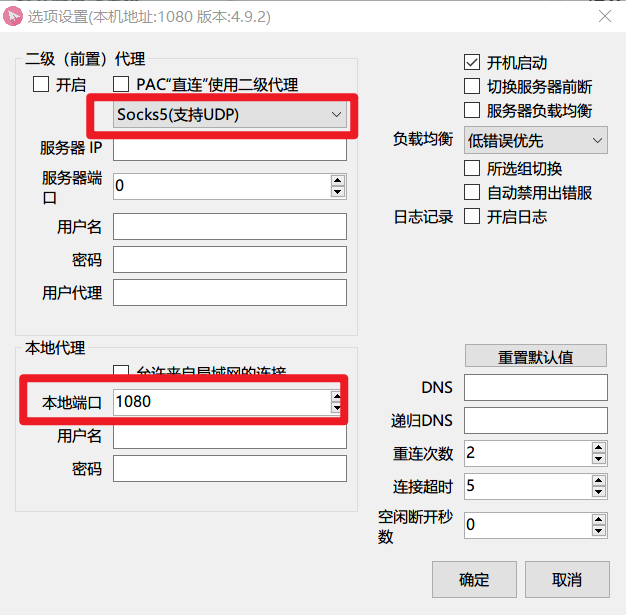 选项设置(本机地址:1080 版本:4.9.2)
二级（前置）代理
开启
PAC“直连”使用二级代理
Socks5(支持UDP)
服务器 IP
服务器端
口
0
用户名
密码
用户代理
本地代理
允许来自局域网的连接
本地端口
1080
用户名
密码
开机启动
切换服务器前断
服务器负载均衡
负载均衡
低错误优先
所选组切换
自动禁用出错服
日志记录
开启日志
重置默认值
DNS
递归DNS
重连次数
2
连接超时
5
空闲断开秒
数
0
确定
取消